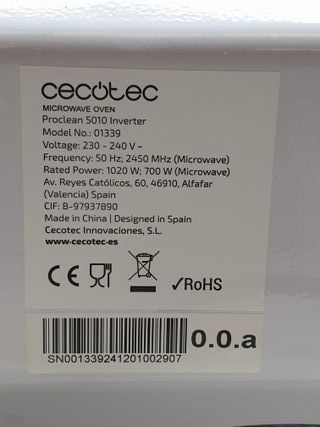 cecotec
MICROWAVE OVEN
Proclean 5010 Inverter
Model No.: 01339
Voltage: 230 - 240 V ~
Frequency: 50 Hz; 2450 MHz (Microwave)
Rated Power: 1020 W; 700 W (Microwave)
Av. Reyes Católicos, 60, 46910, Alfafar
(Valencia) Spain
CIF: B-97937890
Made in China | Designed in Spain
Cecotec Innovaciones, S.L.
www.cecotec·es
CE
✓RoHS
0.0.a
SN001339241201002907